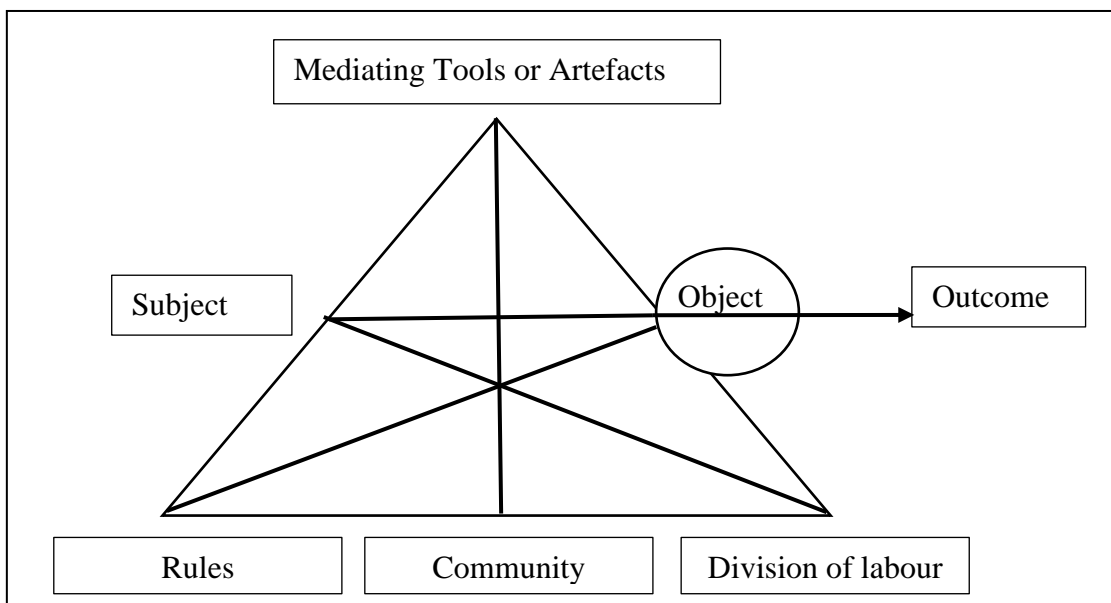 Mediating Tools or Artefacts
Subject
Object
Outcome
Rules
Community
Division of labour